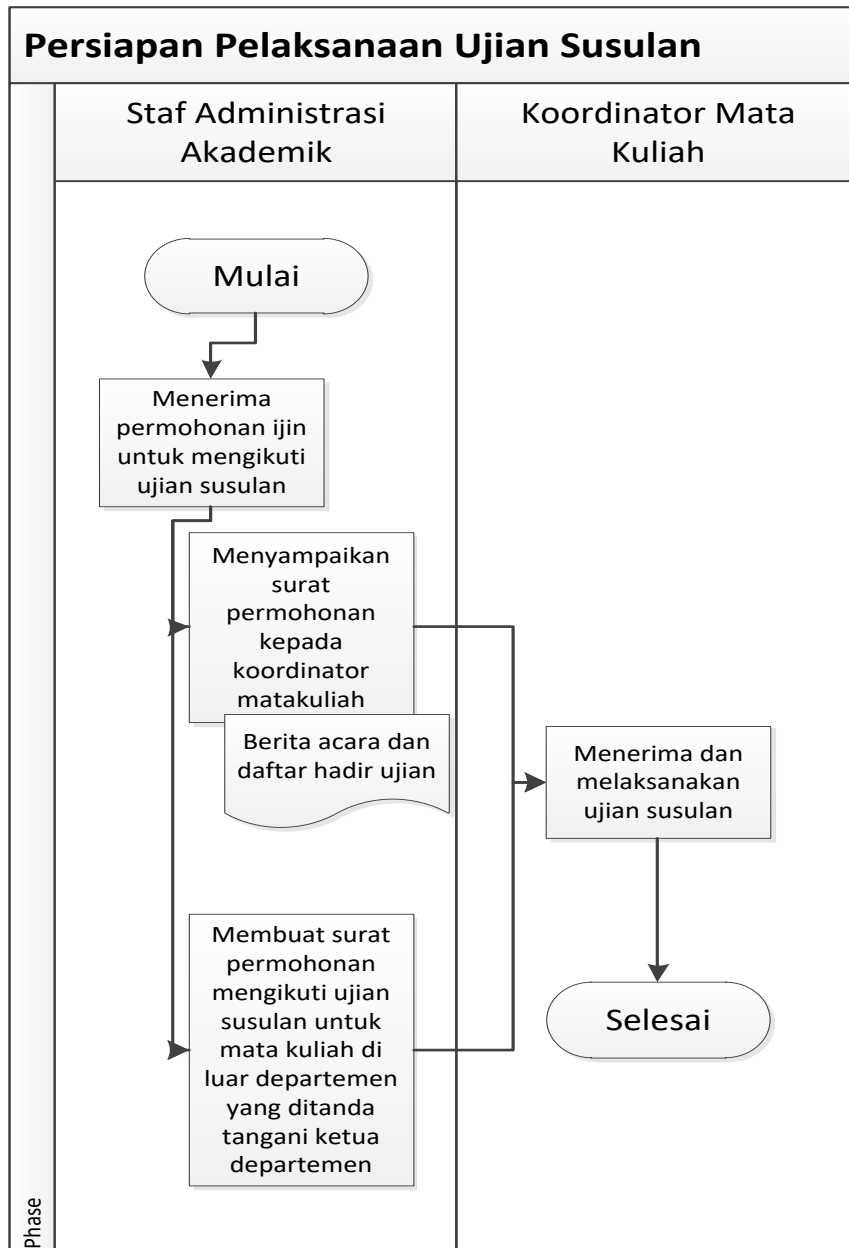 Persiapan Pelaksanaan Ujian Susulan
Staf Administrasi
Akademik
Koordinator Mata
Kuliah
Mulai
Menerima
permohonan ijin
untuk mengikuti
ujian susulan
Menyampaikan
surat
permohonan
kepada
koordinator
matakuliah
Berita acara dan
daftar hadir ujian
Menerima dan
melaksanakan
ujian susulan
Membuat surat
permohonan
mengikuti ujian
susulan untuk
mata kuliah di
luar departemen
yang ditanda
tangani ketua
departemen
Selesai
Phase